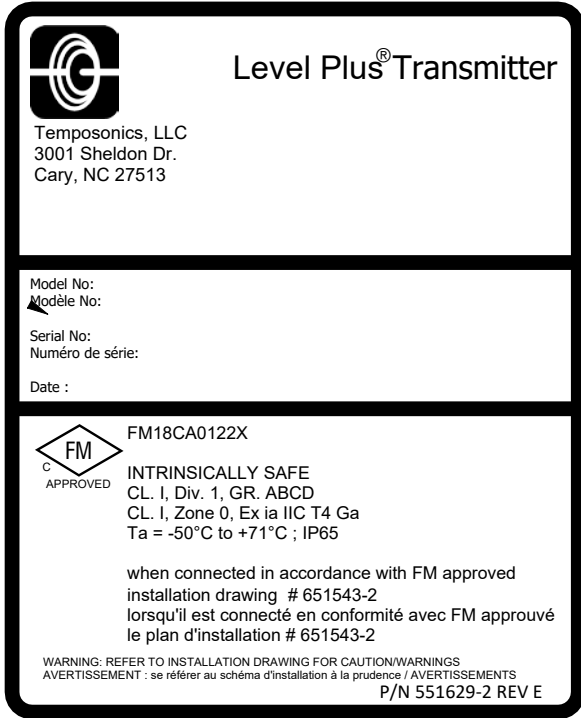 Level Plus® Transmitter
Temposonics, LLC
3001 Sheldon Dr.
Cary, NC 27513
Model No:
Modèle No:
Serial No:
Numéro de série:
Date :
FM
C
APPROVED
FM18CA0122X
INTRINSICALLY SAFE
CL. I, Div. 1, GR. ABCD
CL. I, Zone 0, Ex ia IIC T4 Ga
Ta = -50°C to +71°C ; IP65
when connected in accordance with FM approved
installation drawing # 651543-2
lorsqu'il est connecté en conformité avec FM approuvé
le plan d'installation # 651543-2
WARNING: REFER TO INSTALLATION DRAWING FOR CAUTION/WARNINGS
AVERTISSEMENT : se référer au schéma d'installation à la prudence / AVERTISSEMENTS
P/N 551629-2 REV E